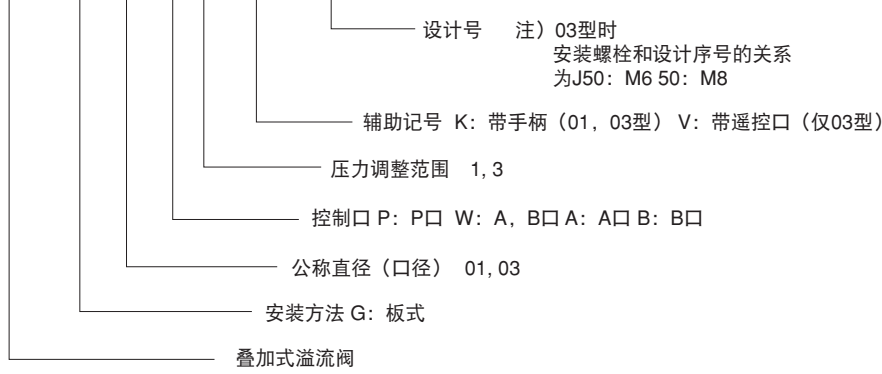 设计号 注）03型时
安装螺栓和设计序号的关系
为J50：M6 50：M8
辅助记号 K：带手柄（01，03型） V：带遥控口（仅03型）
压力调整范围 1, 3
控制口 P：P口 W：A，B口 A：A口 B：B口
公称直径（口径） 01, 03
安装方法 G：板式
叠加式溢流阀